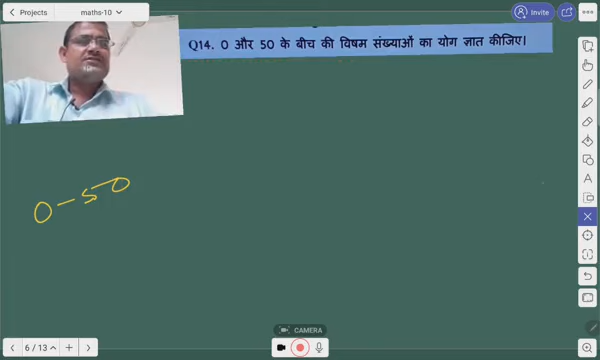 Projects
maths-10
Invite
Q14. 0 और 50 के बीच की विषम संख्याओं का योग ज्ञात कीजिए।
0-50
A
6 / 13
CAMERA